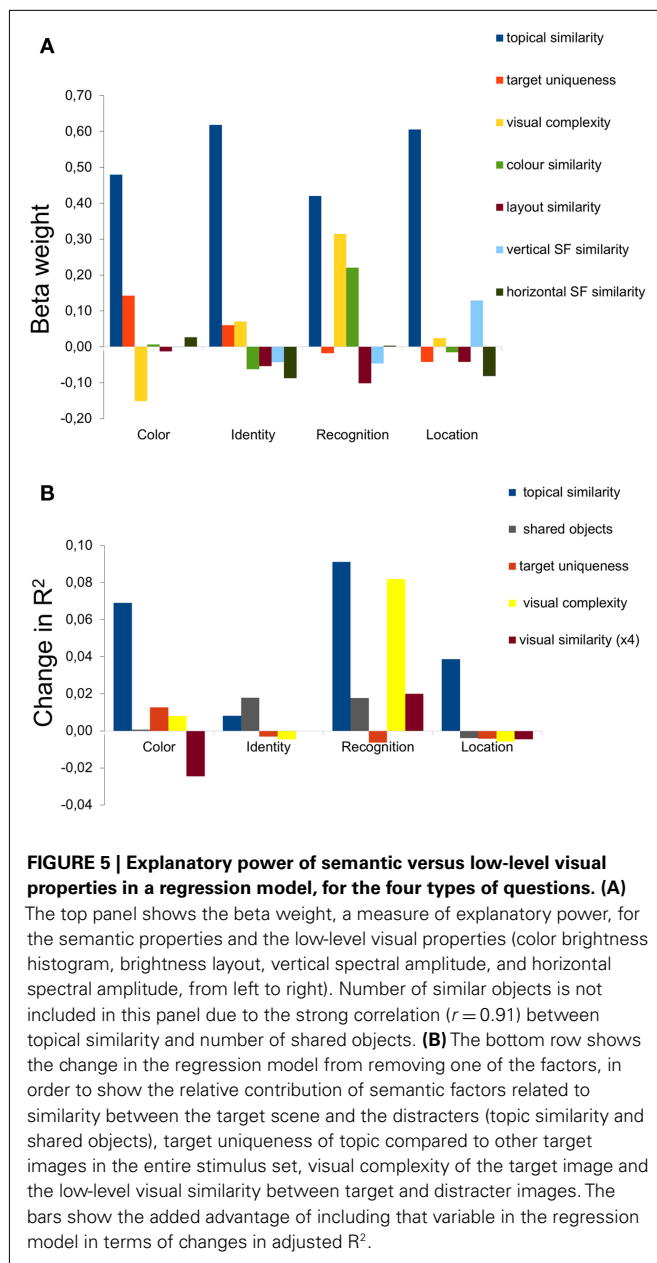 A
topical similarity
target uniqueness
visual complexity
colour similarity
layout similarity
vertical SF similarity
horizontal SF similarity
Beta weight
0,70
0,60
0,50
0,40
0,30
0,20
0,10
0,00
-0,10
-0,20
Color Identity Recognition Location
B
topical similarity
shared objects
target uniqueness
visual complexity
visual similarity (x4)
Change in R²
0,10
0,08
0,06
0,04
0,02
0,00
-0,02
-0,04
Color Identity Recognition Location
FIGURE 5 | Explanatory power of semantic versus low-level visual
properties in a regression model, for the four types of questions. (A)
The top panel shows the beta weight, a measure of explanatory power, for
the semantic properties and the low-level visual properties (color brightness
histogram, brightness layout, vertical spectral amplitude, and horizontal
spectral amplitude, from left to right). Number of similar objects is not
included in this panel due to the strong correlation (r = 0.91) between
topical similarity and number of shared objects. (B) The bottom row shows
the change in the regression model from removing one of the factors, in
order to show the relative contribution of semantic factors related to
similarity between the target scene and the distracters (topic similarity and
shared objects), target uniqueness of topic compared to other target
images in the entire stimulus set, visual complexity of the target image and
the low-level visual similarity between target and distracter images. The
bars show the added advantage of including that variable in the regression
model in terms of changes in adjusted R².